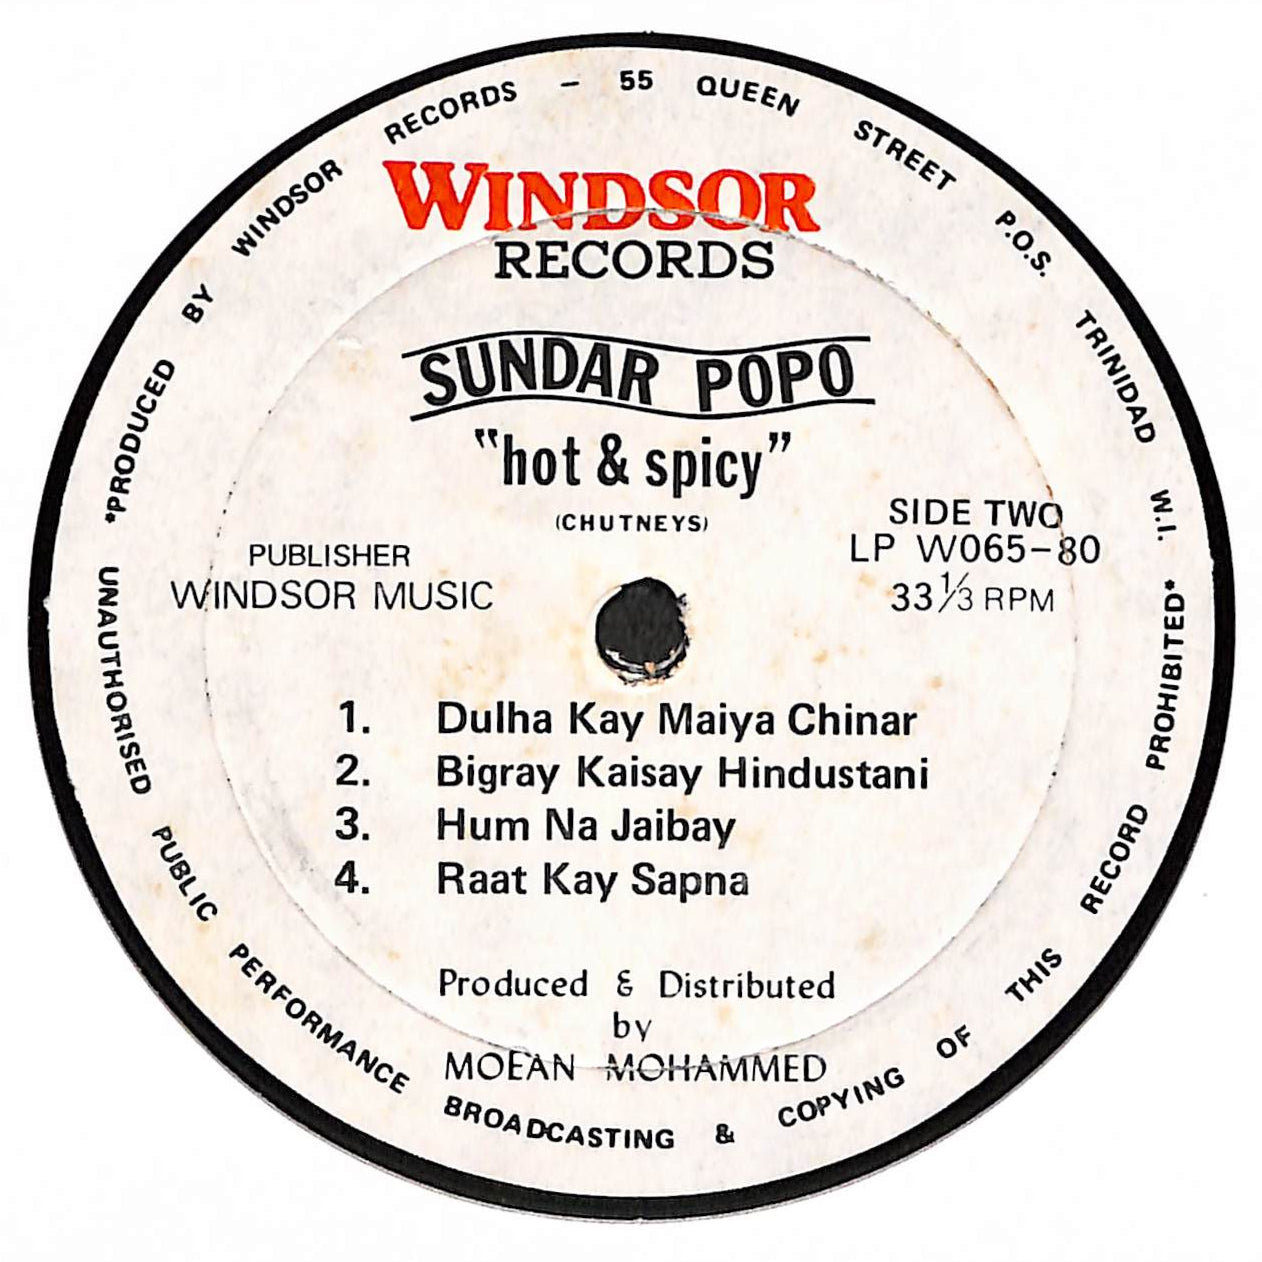 *PRODUCED BY WINDSOR RECORDS – 55 QUEEN STREET P.O.S. TRINIDAD W.I.
WINDSOR
RECORDS
SUNDAR POPO
"hot & spicy"
(CHUTNEYS)
SIDE TWO
LP W065-80
33 1/3 RPM
PUBLISHER
WINDSOR MUSIC
1. Dulha Kay Maiya Chinar
2. Bigray Kaisay Hindustani
3. Hum Na Jaibay
4. Raat Kay Sapna
Produced & Distributed
by
MOEAN MOHAMMED
UNAUTHORISED PUBLIC PERFORMANCE BROADCASTING & COPYING OF THIS RECORD PROHIBITED*